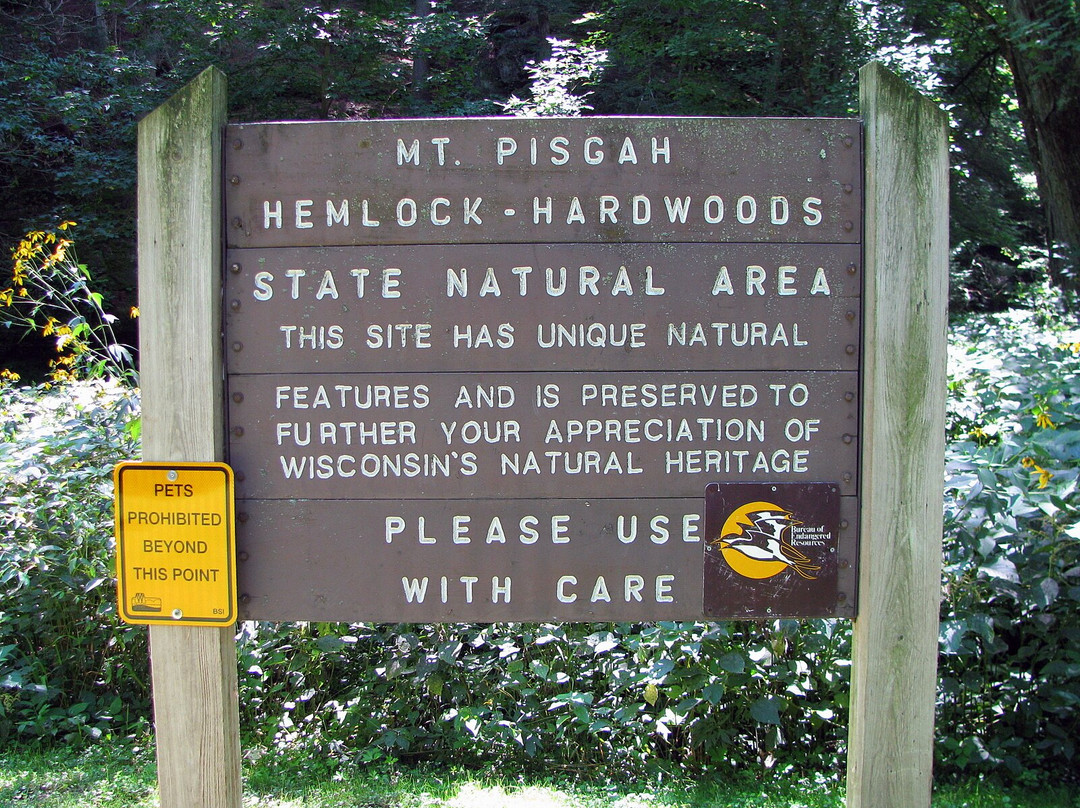 MT. PISGAH
HEMLOCK-HARDWOODS
STATE NATURAL AREA
THIS SITE HAS UNIQUE NATURAL
FEATURES AND IS PRESERVED TO
FURTHER YOUR APPRECIATION OF
WISCONSIN'S NATURAL HERITAGE
PLEASE USE
WITH CARE
Bureau of
Endangered
Resources
PETS
PROHIBITED
BEYOND
THIS POINT
BSI